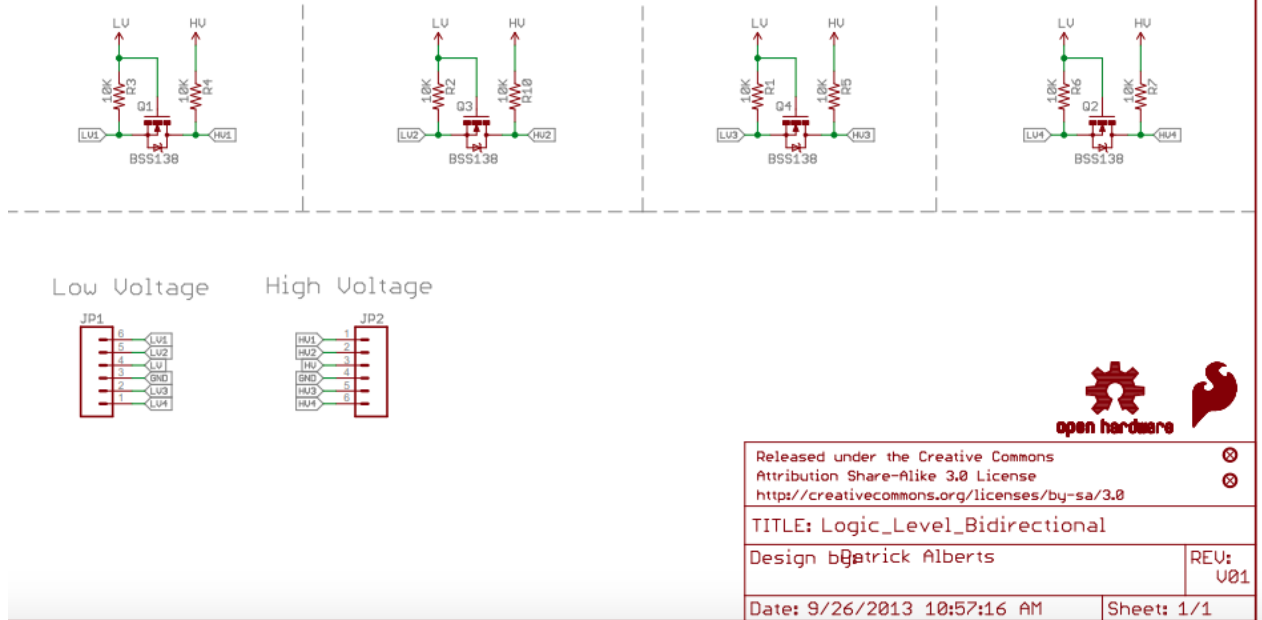 LV HV LV HV LV HV LV HV
10K R3 10K R4 10K R2 10K R10 10K R1 10K R5 10K R6 10K R7
Q1 Q3 Q4 Q2
LV1 HV1 LV2 HV2 LV3 HV3 LV4 HV4
BSS138 BSS138 BSS138 BSS138
Low Voltage High Voltage
JP1 JP2
6 LV1 HV1 1
5 LV2 HV2 2
4 LV HV 3
3 GND GND 4
2 LV3 HV3 5
1 LV4 HV4 6
open hardware
Released under the Creative Commons
Attribution Share-Alike 3.0 License
http://creativecommons.org/licenses/by-sa/3.0
TITLE: Logic_Level_Bidirectional
Design by: Patrick Alberts REV:
V01
Date: 9/26/2013 10:57:16 AM Sheet: 1/1